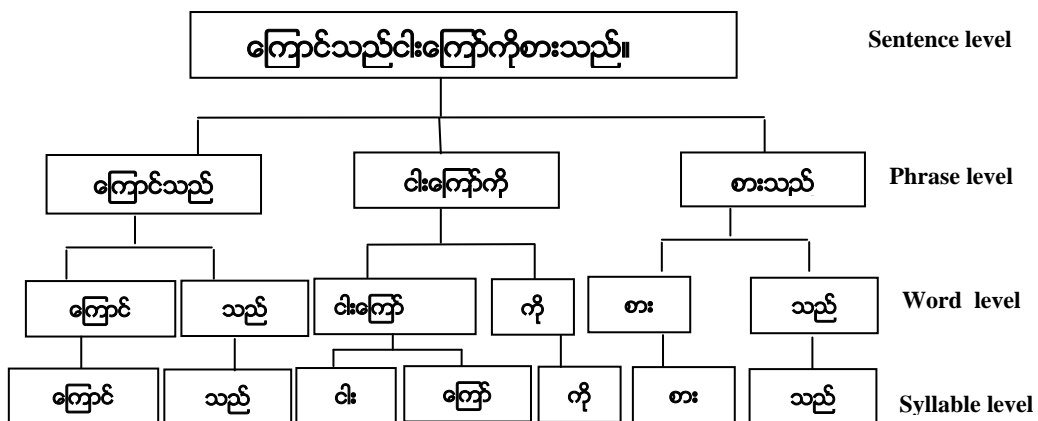 ကြောင်သည်ငါးကြော်ကိုစားသည်။ Sentence level
ကြောင်သည် ငါးကြော်ကို စားသည် Phrase level
ကြောင် သည် ငါးကြော် ကို စား သည် Word level
ကြောင် သည် ငါး ကြော် ကို စား သည် Syllable level